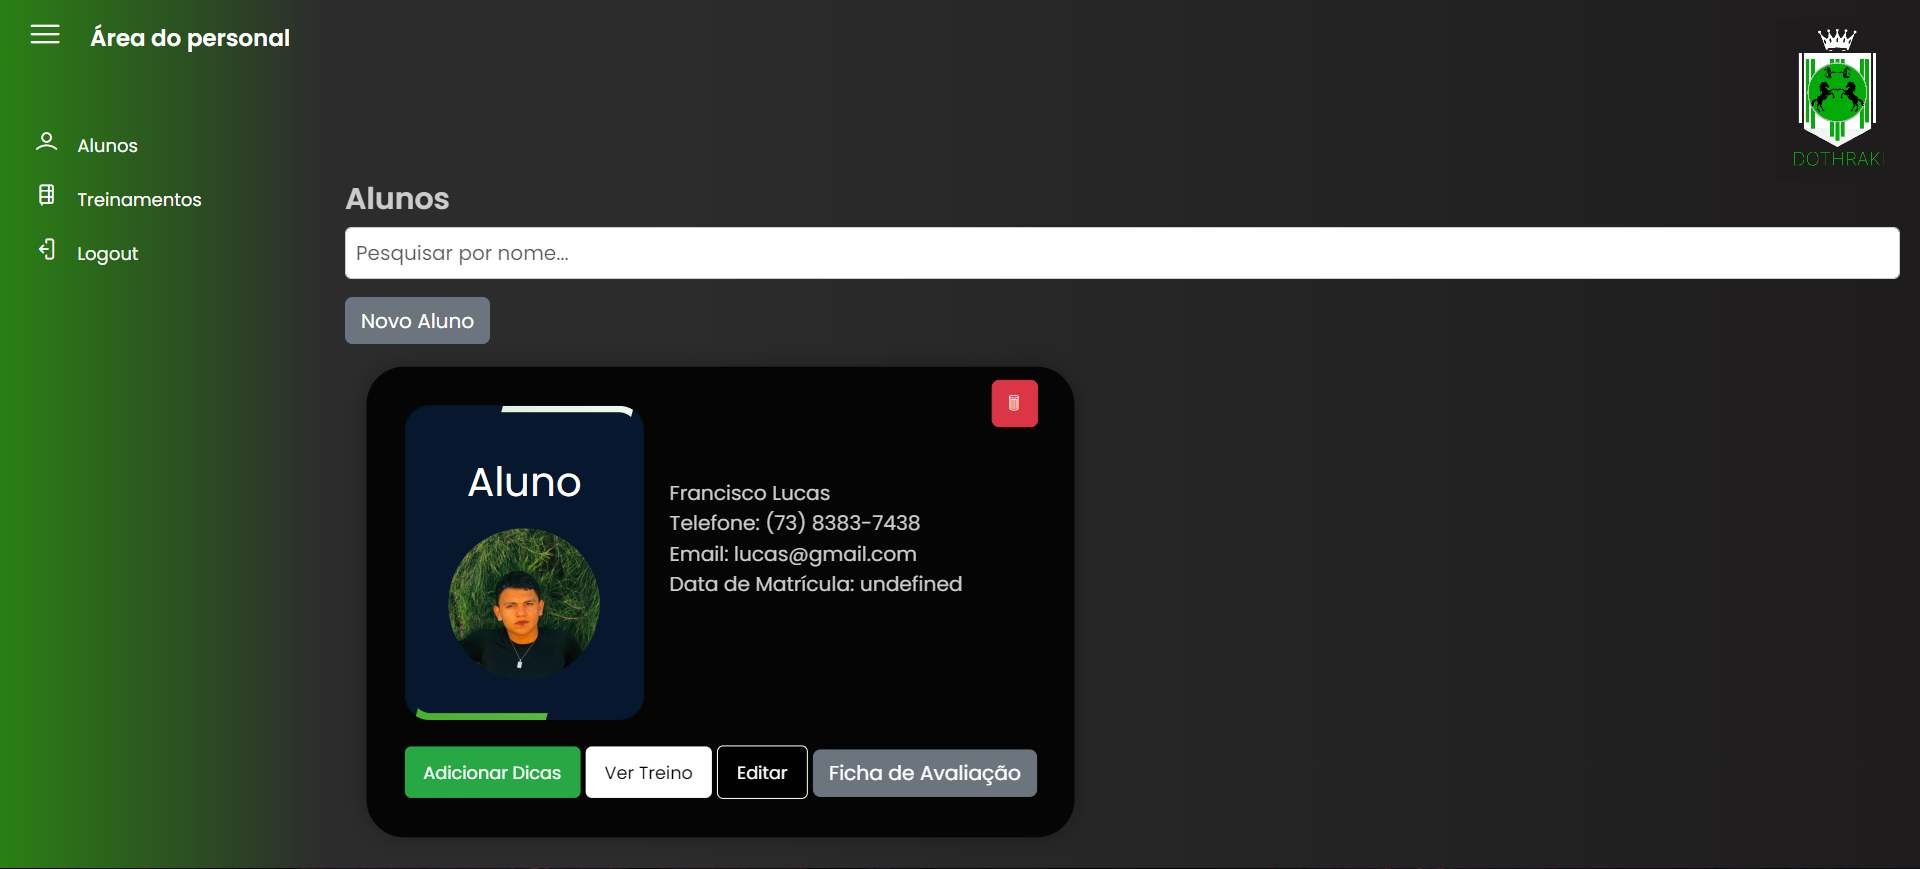 Área do personal
DOTHRAKI
Alunos
Treinamentos
Logout
Alunos
Pesquisar por nome...
Novo Aluno
Aluno
Francisco Lucas
Telefone: (73) 8383-7438
Email: lucas@gmail.com
Data de Matrícula: undefined
Adicionar Dicas
Ver Treino
Editar
Ficha de Avaliação